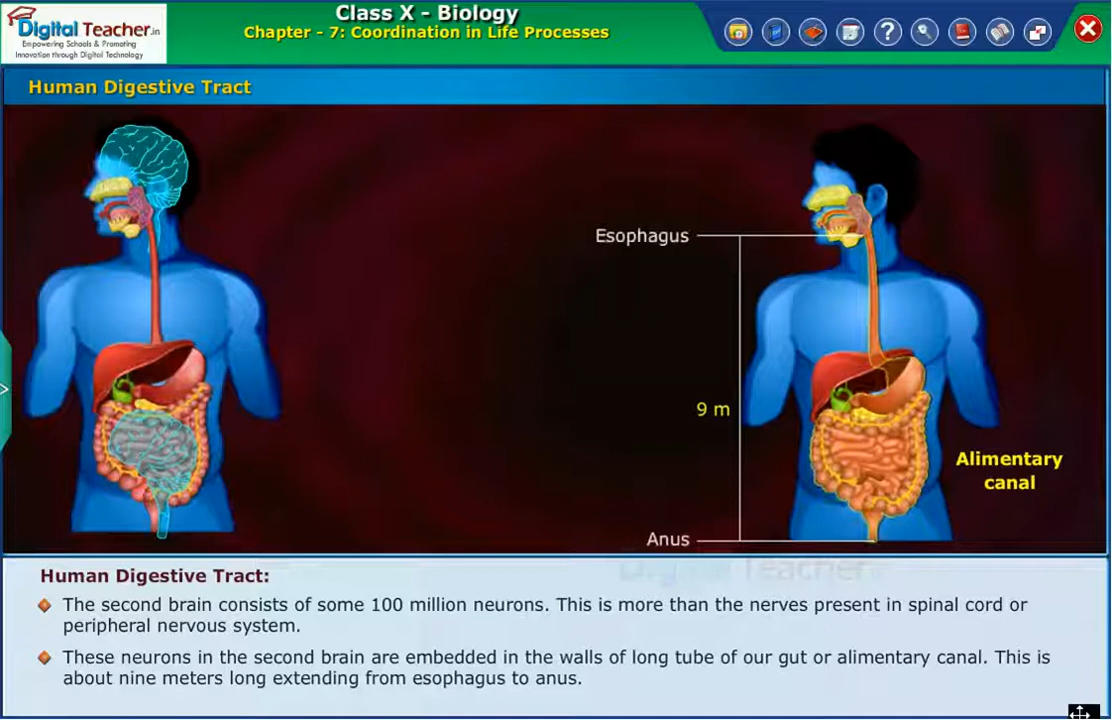 Digital Teacher.in
Empowering Schools & Promoting
Innovation through Digital Technology
Class X - Biology
Chapter - 7: Coordination in Life Processes
Human Digestive Tract
Esophagus
9 m
Alimentary
canal
Anus
Human Digestive Tract:
The second brain consists of some 100 million neurons. This is more than the nerves present in spinal cord or
peripheral nervous system.
These neurons in the second brain are embedded in the walls of long tube of our gut or alimentary canal. This is
about nine meters long extending from esophagus to anus.